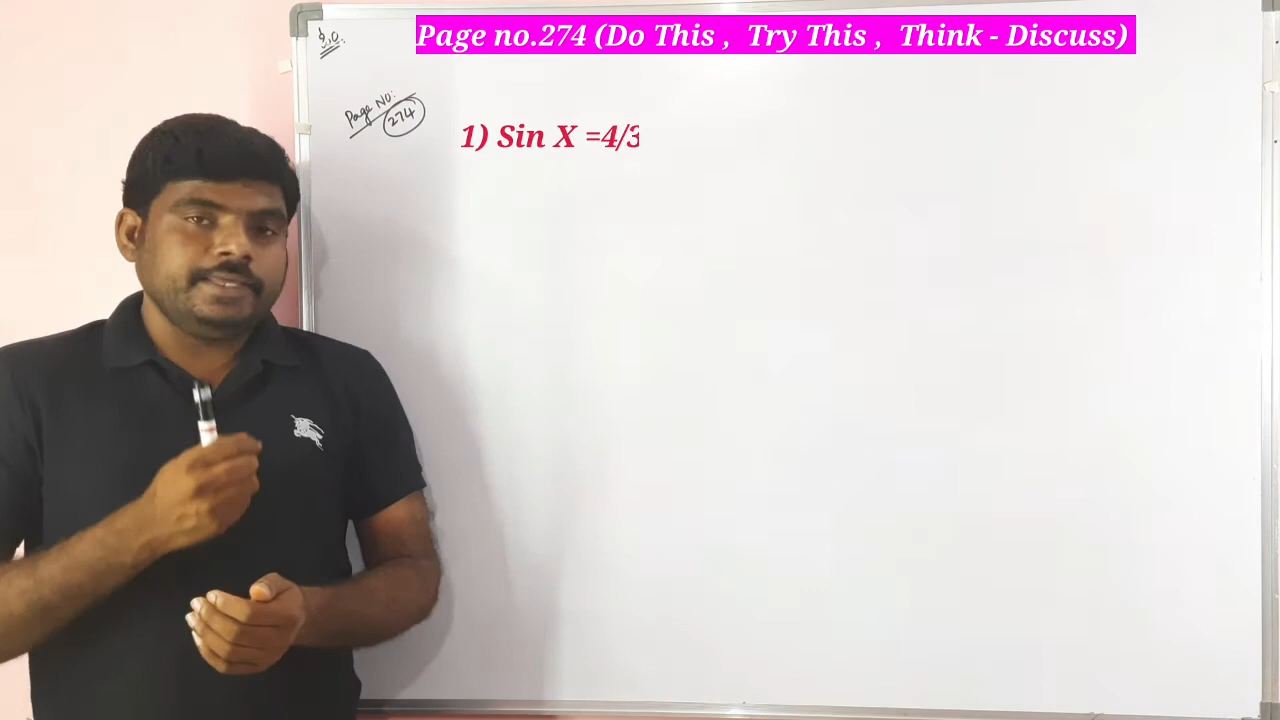 Page no.274 (Do This , Try This , Think - Discuss)
Page No:
274
1) Sin X =4/3